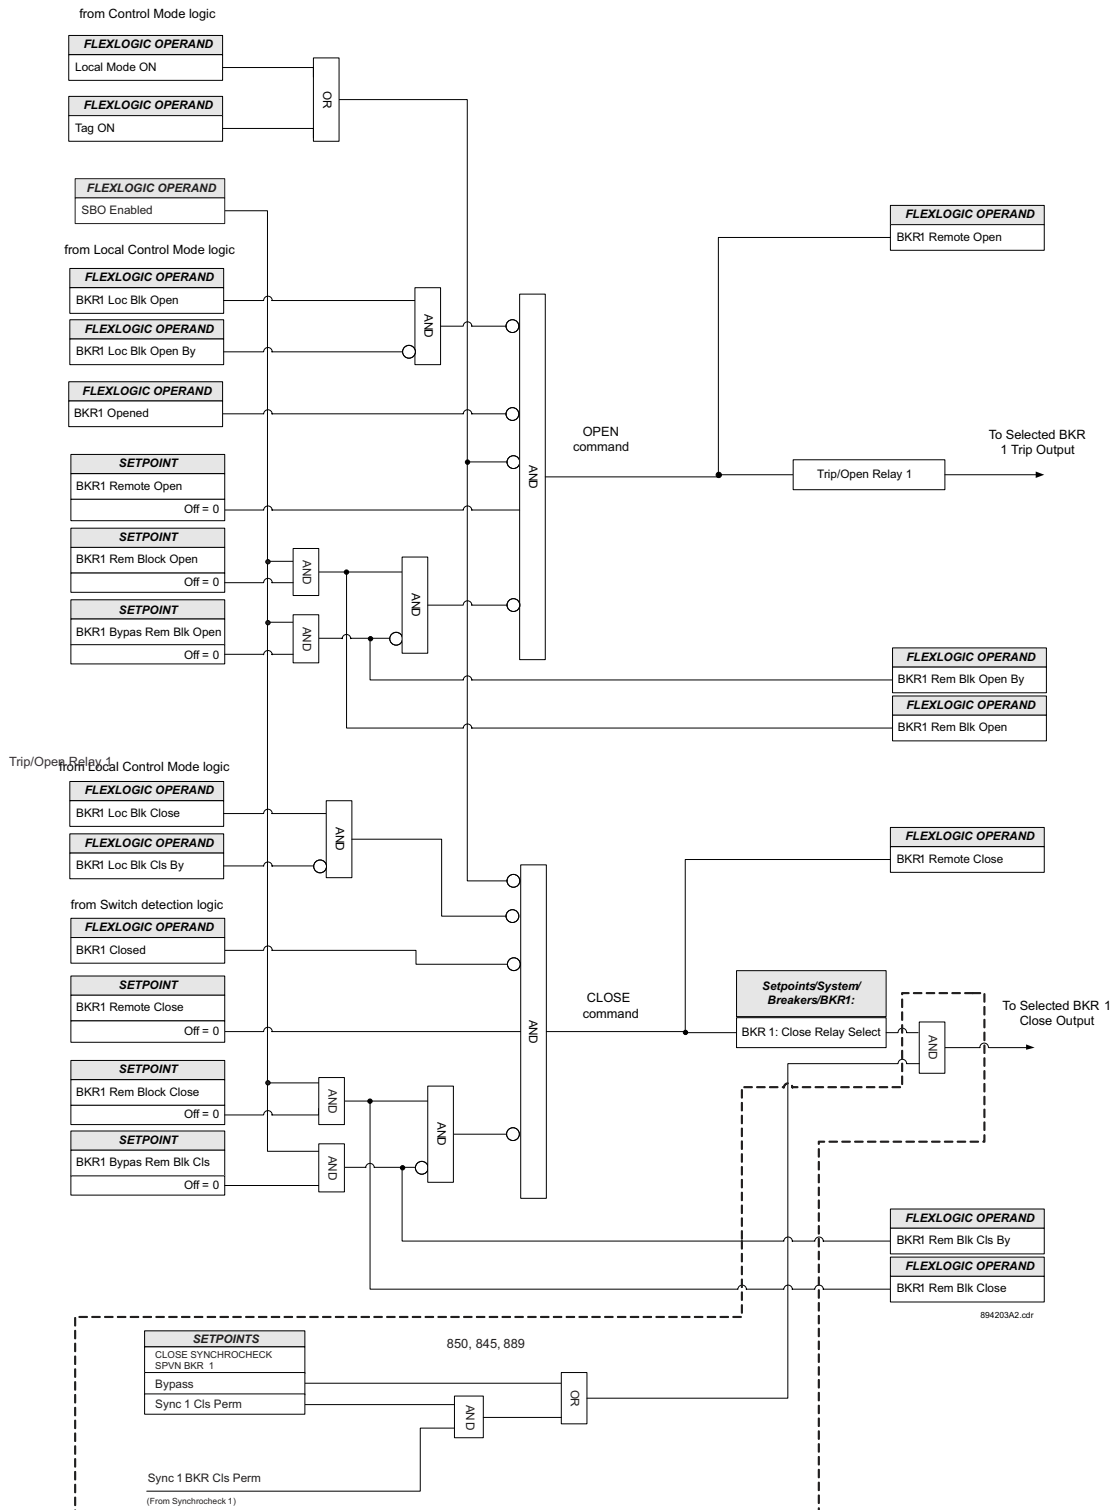 from Control Mode logic
FLEXLOGIC OPERAND
Local Mode ON
FLEXLOGIC OPERAND
Tag ON
OR
FLEXLOGIC OPERAND
SBO Enabled
from Local Control Mode logic
FLEXLOGIC OPERAND
BKR1 Loc Blk Open
FLEXLOGIC OPERAND
BKR1 Loc Blk Open By
AND
FLEXLOGIC OPERAND
BKR1 Opened
SETPOINT
BKR1 Remote Open
Off = 0
SETPOINT
BKR1 Rem Block Open
Off = 0
SETPOINT
BKR1 Bypas Rem Blk Open
Off = 0
AND
AND
AND
AND
OPEN
command
FLEXLOGIC OPERAND
BKR1 Remote Open
Trip/Open Relay 1
To Selected BKR
1 Trip Output
FLEXLOGIC OPERAND
BKR1 Rem Blk Open By
FLEXLOGIC OPERAND
BKR1 Rem Blk Open
Trip/Open Relay 1
from Local Control Mode logic
FLEXLOGIC OPERAND
BKR1 Loc Blk Close
FLEXLOGIC OPERAND
BKR1 Loc Blk Cls By
AND
from Switch detection logic
FLEXLOGIC OPERAND
BKR1 Closed
SETPOINT
BKR1 Remote Close
Off = 0
SETPOINT
BKR1 Rem Block Close
Off = 0
SETPOINT
BKR1 Bypas Rem Blk Cls
Off = 0
AND
AND
AND
AND
CLOSE
command
FLEXLOGIC OPERAND
BKR1 Remote Close
Setpoints/System/
Breakers/BKR1:
BKR 1: Close Relay Select
AND
To Selected BKR 1
Close Output
FLEXLOGIC OPERAND
BKR1 Rem Blk Cls By
FLEXLOGIC OPERAND
BKR1 Rem Blk Close
894203A2.cdr
SETPOINTS
CLOSE SYNCHROCHECK
SPVN BKR 1
Bypass
Sync 1 Cls Perm
850, 845, 889
AND
OR
Sync 1 BKR Cls Perm
(From Synchrocheck 1)